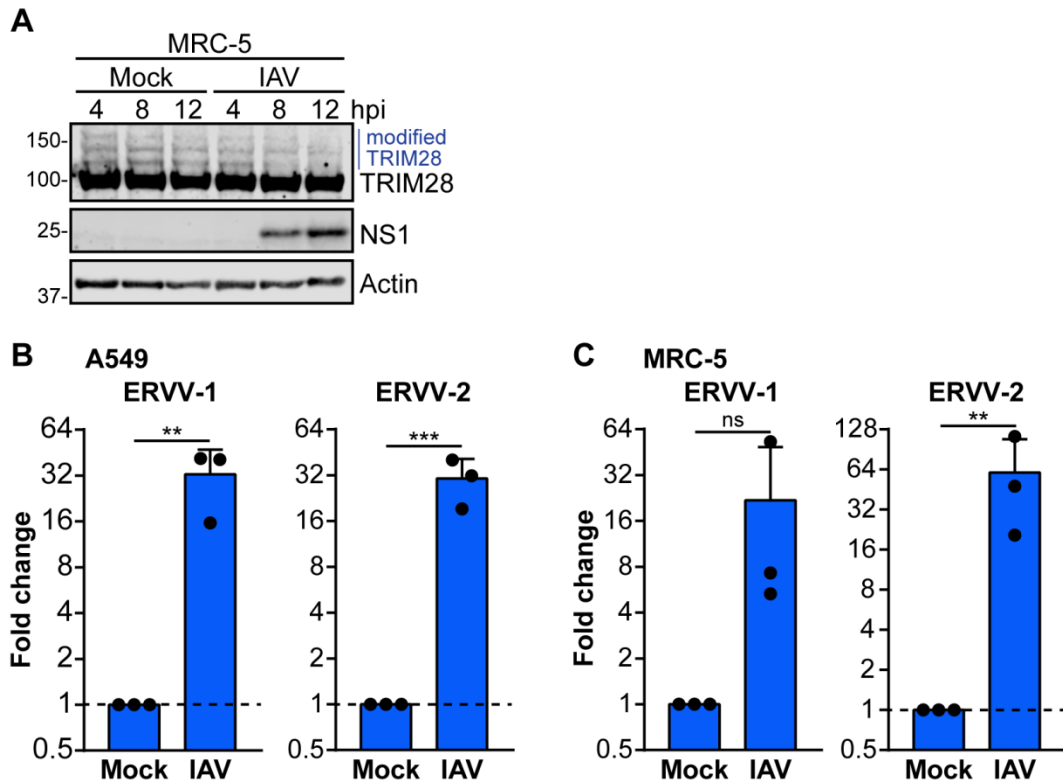 A
MRC-5
Mock IAV
4 8 12 4 8 12 hpi
150- modified
TRIM28
100- TRIM28
25- NS1
37- Actin
B A549
ERVV-1 ERVV-2
Fold change
64
32
16
8
4
2
1
0.5
**
Mock IAV
64
32
16
8
4
2
1
0.5
***
Mock IAV
C MRC-5
ERVV-1 ERVV-2
Fold change
64
32
16
8
4
2
1
0.5
ns
Mock IAV
128
64
32
16
8
4
2
1
0.5
**
Mock IAV